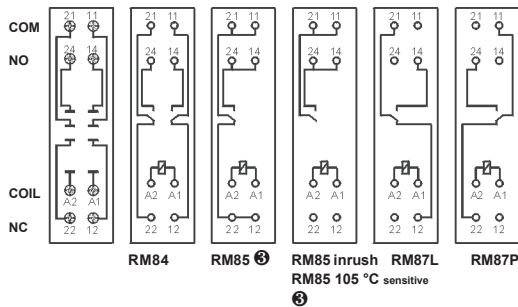 21 11 21 11 21 11 21 11 21 11 21 11
COM
NO
24 14 24 14 24 14 24 14 24 14 24 14
COIL
A2 A1 A2 A1 A2 A1 A2 A1 A2 A1 A2 A1
NC
22 12 22 12 22 12 22 12 22 12 22 12
RM84 RM85 ❸ RM85 inrush RM87L RM87P
RM85 105 °C sensitive
❸